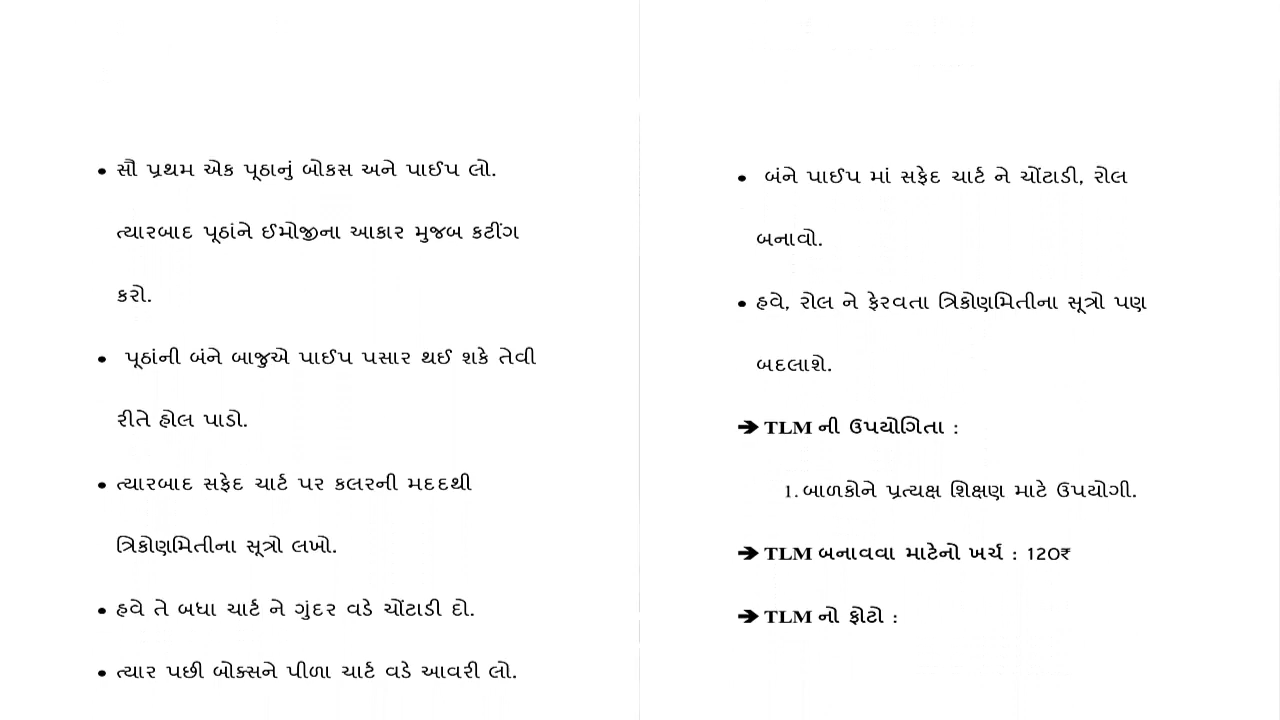 • સૌ પ્રથમ એક પૂઠાનું બોકસ અને પાઈપ લો.
ત્યારબાદ પૂઠાંને ઈમોજીના આકાર મુજબ કટીંગ
કરો.
• પૂઠાંની બંને બાજુએ પાઈપ પસાર થઈ શકે તેવી
રીતે હોલ પાડો.
• ત્યારબાદ સફેદ ચાર્ટ પર કલરની મદદથી
ત્રિકોણમિતીના સૂત્રો લખો.
• હવે તે બધા ચાર્ટ ને ગુંદર વડે ચોંટાડી દો.
• ત્યાર પછી બોક્સને પીળા ચાર્ટ વડે આવરી લો.
• બંને પાઈપ માં સફેદ ચાર્ટ ને ચોંટાડી, રોલ
બનાવો.
• હવે, રોલ ને ફેરવતા ત્રિકોણમિતીના સૂત્રો પણ
બદલાશે.
➔ TLM ની ઉપયોગિતા :
1. બાળકોને પ્રત્યક્ષ શિક્ષણ માટે ઉપયોગી.
➔ TLM બનાવવા માટેનો ખર્ચ : 120₹
➔ TLM નો ફોટો :